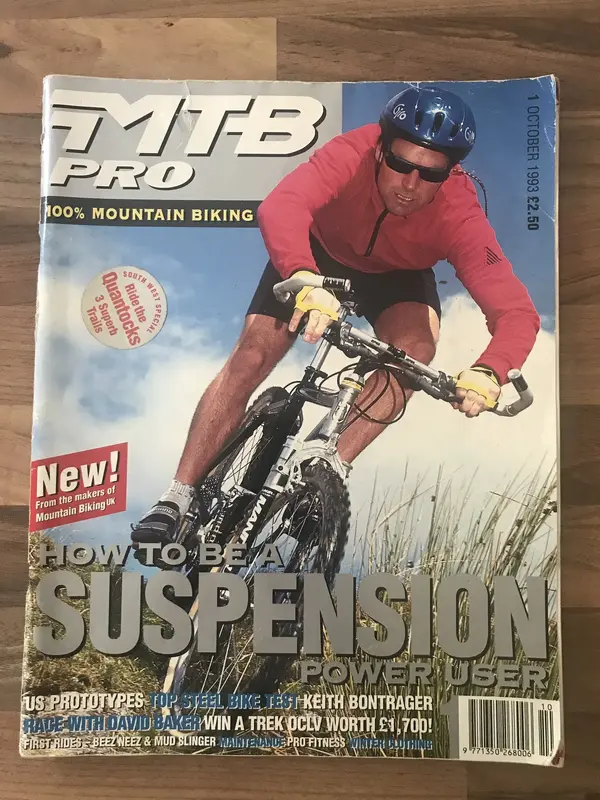 MTB
PRO
100% MOUNTAIN BIKING
1 OCTOBER 1993 £2.50
Giro
SOUTH WEST SPECIAL
Ride the
Quantocks
3 Superb
Trails
New!
From the makers of
Mountain Biking UK
HOW TO BE A
SUSPENSION
POWER USER
US PROTOTYPES TOP STEEL BIKE TEST KEITH BONTRAGER
RACE WITH DAVID BAKER WIN A TREK OCLV WORTH £1,700!
FIRST RIDES - BEEZ NEEZ & MUD SLINGER MAINTENANCE PRO FITNESS WINTER CLOTHING
10
9 771350 268006